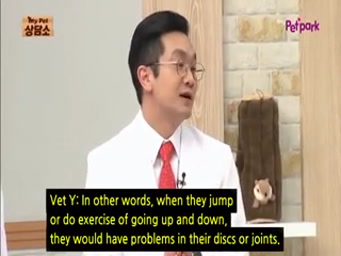 My Pet
상담소
Petpark
Vet Y: In other words, when they jump
or do exercise of going up and down,
they would have problems in their discs or joints.